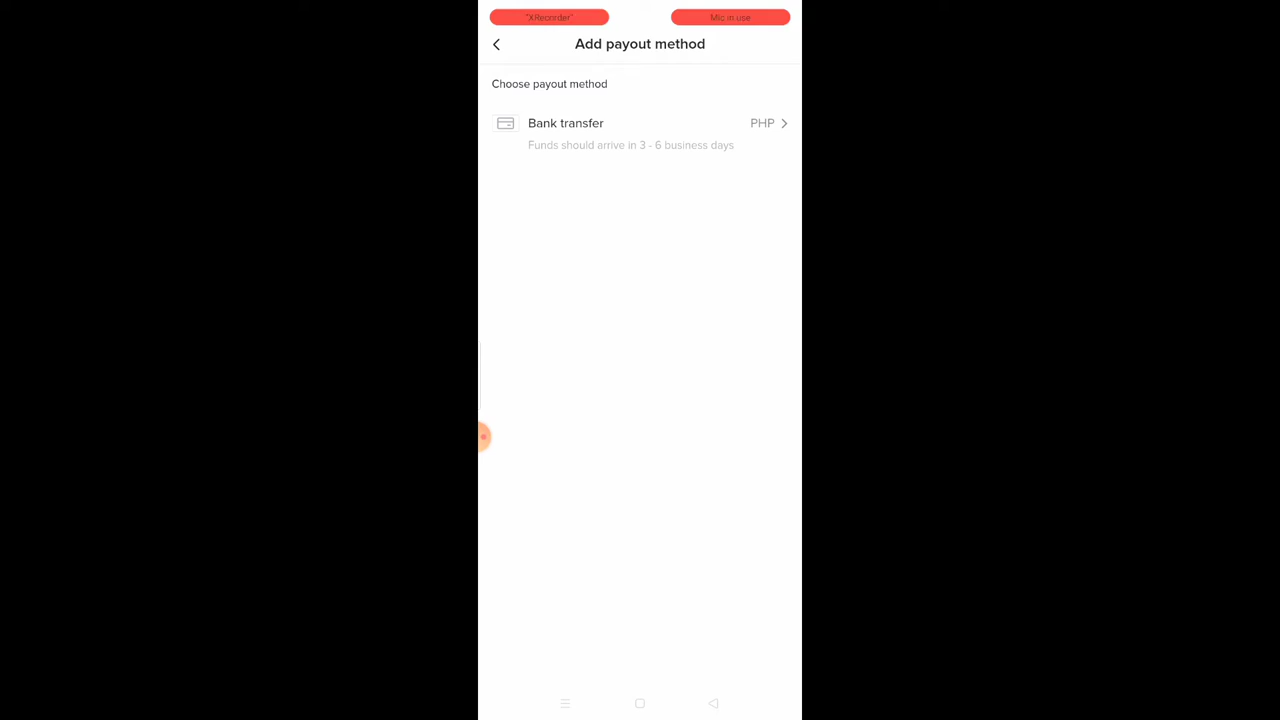 "XRecorder"
Mic in use
Add payout method
Choose payout method
Bank transfer
PHP
Funds should arrive in 3 - 6 business days